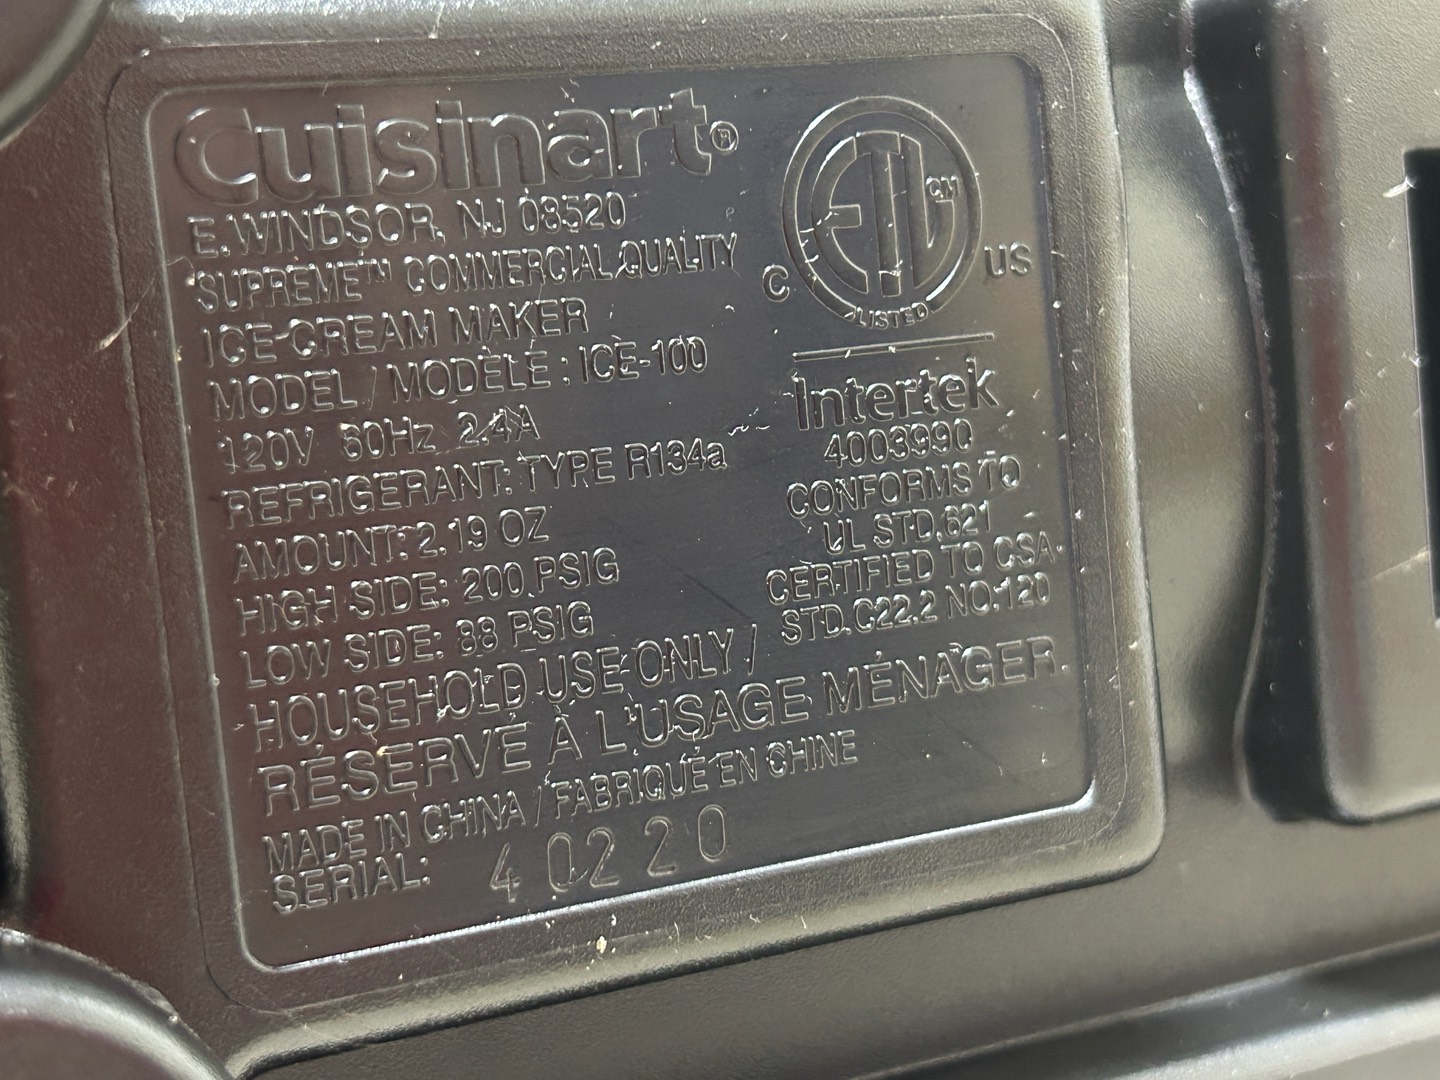 Cuisinart®
E. WINDSOR, NJ 08520
SUPREME™ COMMERCIAL QUALITY
ICE-CREAM MAKER
MODEL / MODÈLE : ICE-100
120V 60Hz 2.4A
REFRIGERANT: TYPE R134a
AMOUNT: 2.19 OZ
HIGH SIDE: 200 PSIG
LOW SIDE: 88 PSIG
HOUSEHOLD USE ONLY /
RÉSERVÉ À L'USAGE MÉNAGER.
MADE IN CHINA / FABRIQUÉ EN CHINE
SERIAL: 40220
ETL CM
C US
LISTED
Intertek
4003990
CONFORMS TO
UL STD.621
CERTIFIED TO CSA
STD.C22.2 NO.120